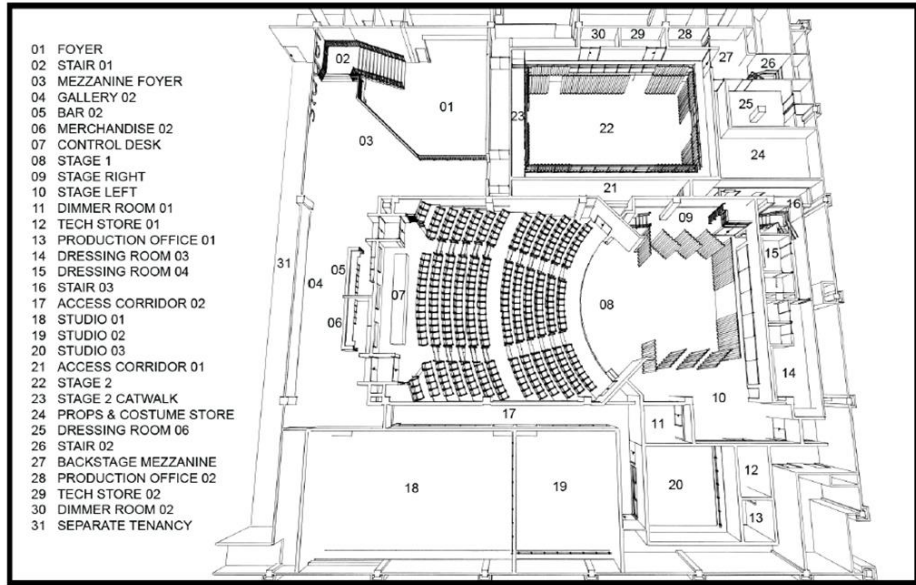 01 FOYER
02 STAIR 01
03 MEZZANINE FOYER
04 GALLERY 02
05 BAR 02
06 MERCHANDISE 02
07 CONTROL DESK
08 STAGE 1
09 STAGE RIGHT
10 STAGE LEFT
11 DIMMER ROOM 01
12 TECH STORE 01
13 PRODUCTION OFFICE 01
14 DRESSING ROOM 03
15 DRESSING ROOM 04
16 STAIR 03
17 ACCESS CORRIDOR 02
18 STUDIO 01
19 STUDIO 02
20 STUDIO 03
21 ACCESS CORRIDOR 01
22 STAGE 2
23 STAGE 2 CATWALK
24 PROPS & COSTUME STORE
25 DRESSING ROOM 06
26 STAIR 02
27 BACKSTAGE MEZZANINE
28 PRODUCTION OFFICE 02
29 TECH STORE 02
30 DIMMER ROOM 02
31 SEPARATE TENANCY
30 29 28
02 27 26
01 25
23 22
03 24
21
16
09
15
31 04 05 07 08
06
14
10
17
11
12
18 19 20
13